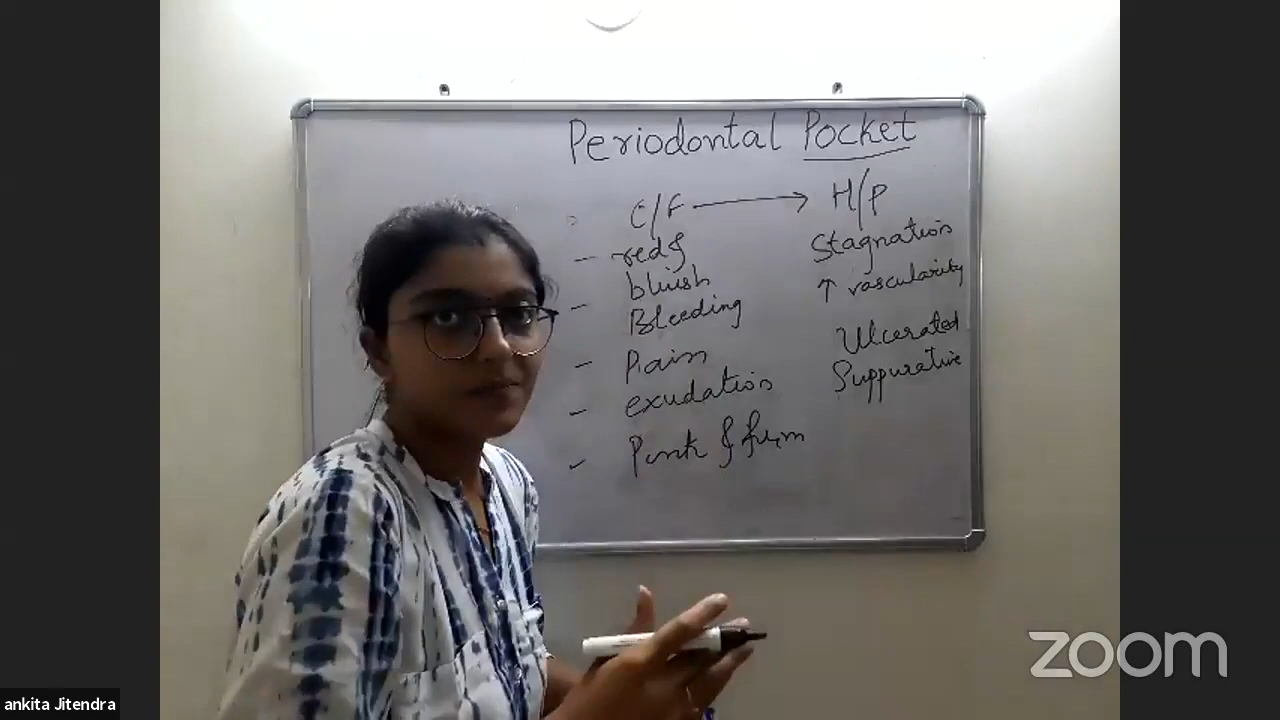 Periodontal Pocket
C/F → H/P
- red & Stagnation
bluish ↑ vascularity
- Bleeding Ulcerated
- Pain Suppurative
- exudation
- Pink & firm
zoom
ankita Jitendra